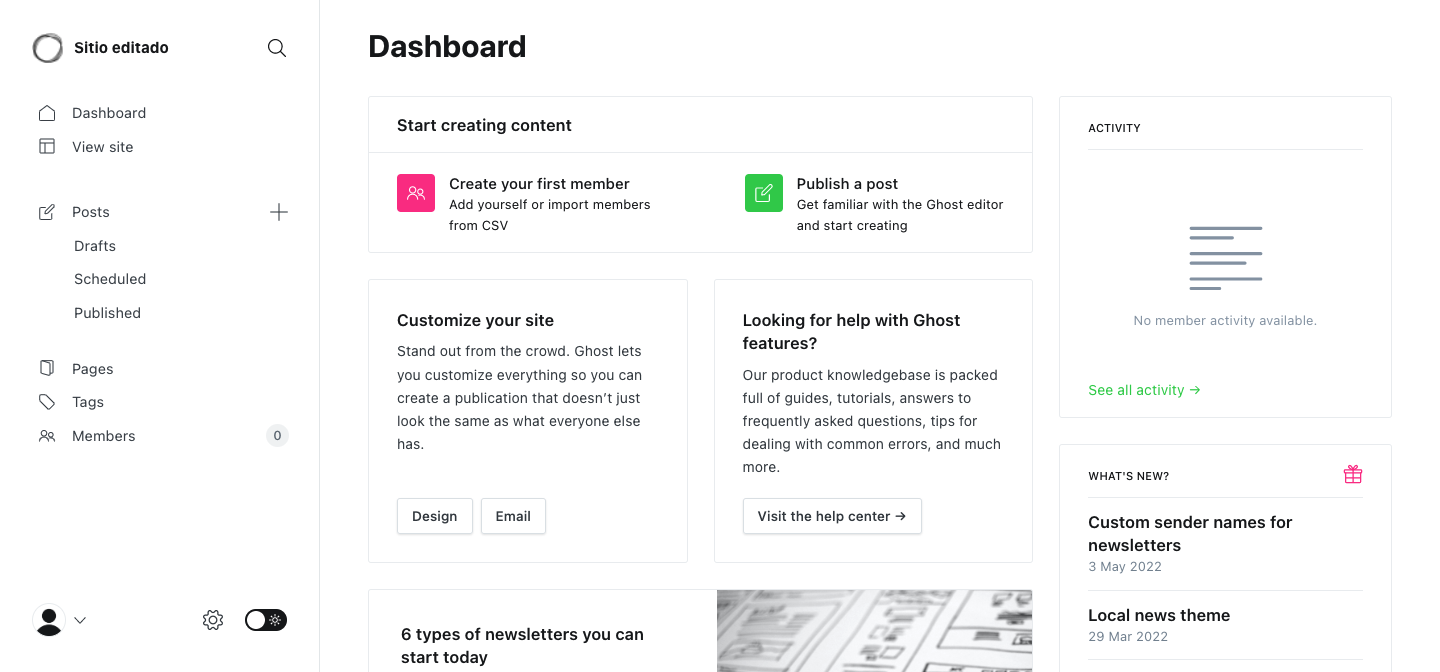 Sitio editado
Dashboard
View site
Posts
Drafts
Scheduled
Published
Pages
Tags
Members
0
Dashboard
Start creating content
Create your first member
Add yourself or import members
from CSV
Publish a post
Get familiar with the Ghost editor
and start creating
Customize your site
Stand out from the crowd. Ghost lets
you customize everything so you can
create a publication that doesn’t just
look the same as what everyone else
has.
Design
Email
Looking for help with Ghost
features?
Our product knowledgebase is packed
full of guides, tutorials, answers to
frequently asked questions, tips for
dealing with common errors, and much
more.
Visit the help center →
6 types of newsletters you can
start today
ACTIVITY
No member activity available.
See all activity →
WHAT'S NEW?
Custom sender names for
newsletters
3 May 2022
Local news theme
29 Mar 2022